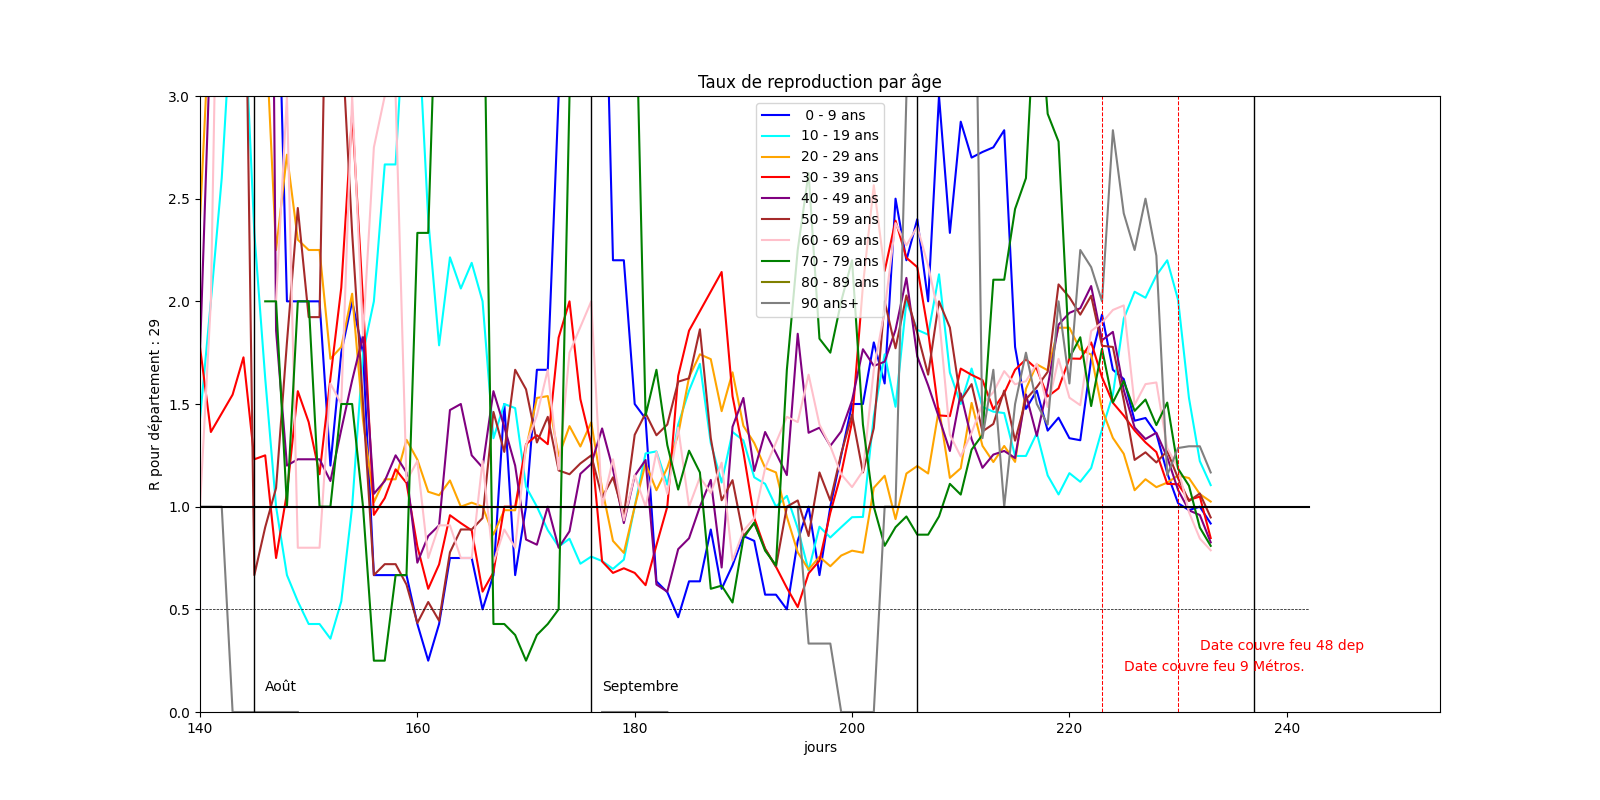 Taux de reproduction par âge
3.0
2.5
2.0
1.5
1.0
0.5
0.0
R pour département : 29
0 - 9 ans
10 - 19 ans
20 - 29 ans
30 - 39 ans
40 - 49 ans
50 - 59 ans
60 - 69 ans
70 - 79 ans
80 - 89 ans
90 ans+
Date couvre feu 48 dep
Date couvre feu 9 Métros.
Août
Septembre
140
160
180
200
220
240
jours